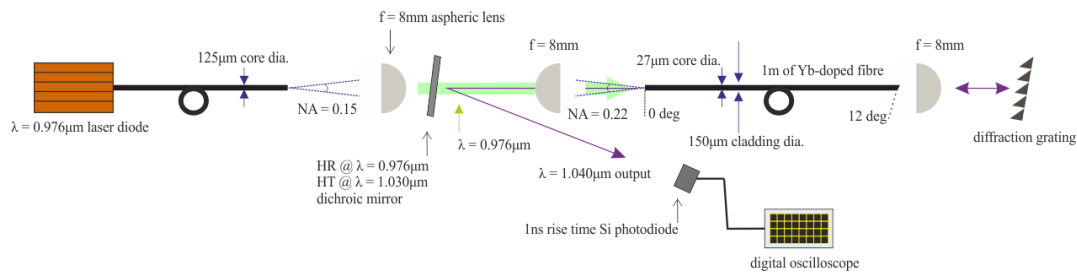 f = 8mm aspheric lens
125μm core dia.
f = 8mm
27μm core dia.
1m of Yb-doped fibre
f = 8mm
NA = 0.15
NA = 0.22
0 deg
12 deg
λ = 0.976μm laser diode
λ = 0.976μm
150μm cladding dia.
diffraction grating
HR @ λ = 0.976μm
HT @ λ = 1.030μm
dichroic mirror
λ = 1.040μm output
1ns rise time Si photodiode
digital oscilloscope